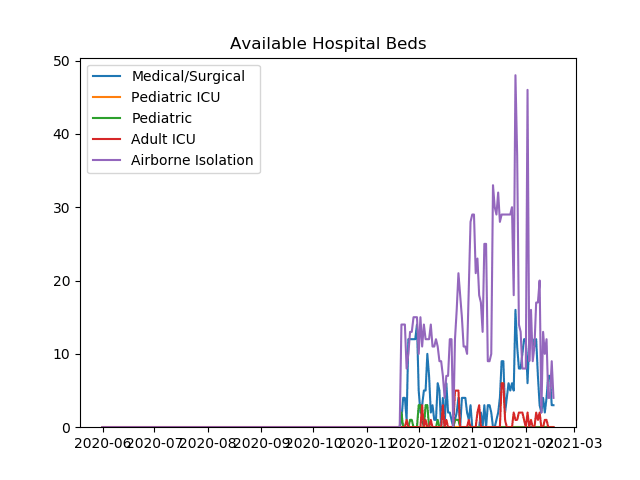 Available Hospital Beds
50
40
30
20
10
0
Medical/Surgical
Pediatric ICU
Pediatric
Adult ICU
Airborne Isolation
2020-06 2020-07 2020-08 2020-09 2020-10 2020-11 2020-12 2021-01 2021-02 2021-03